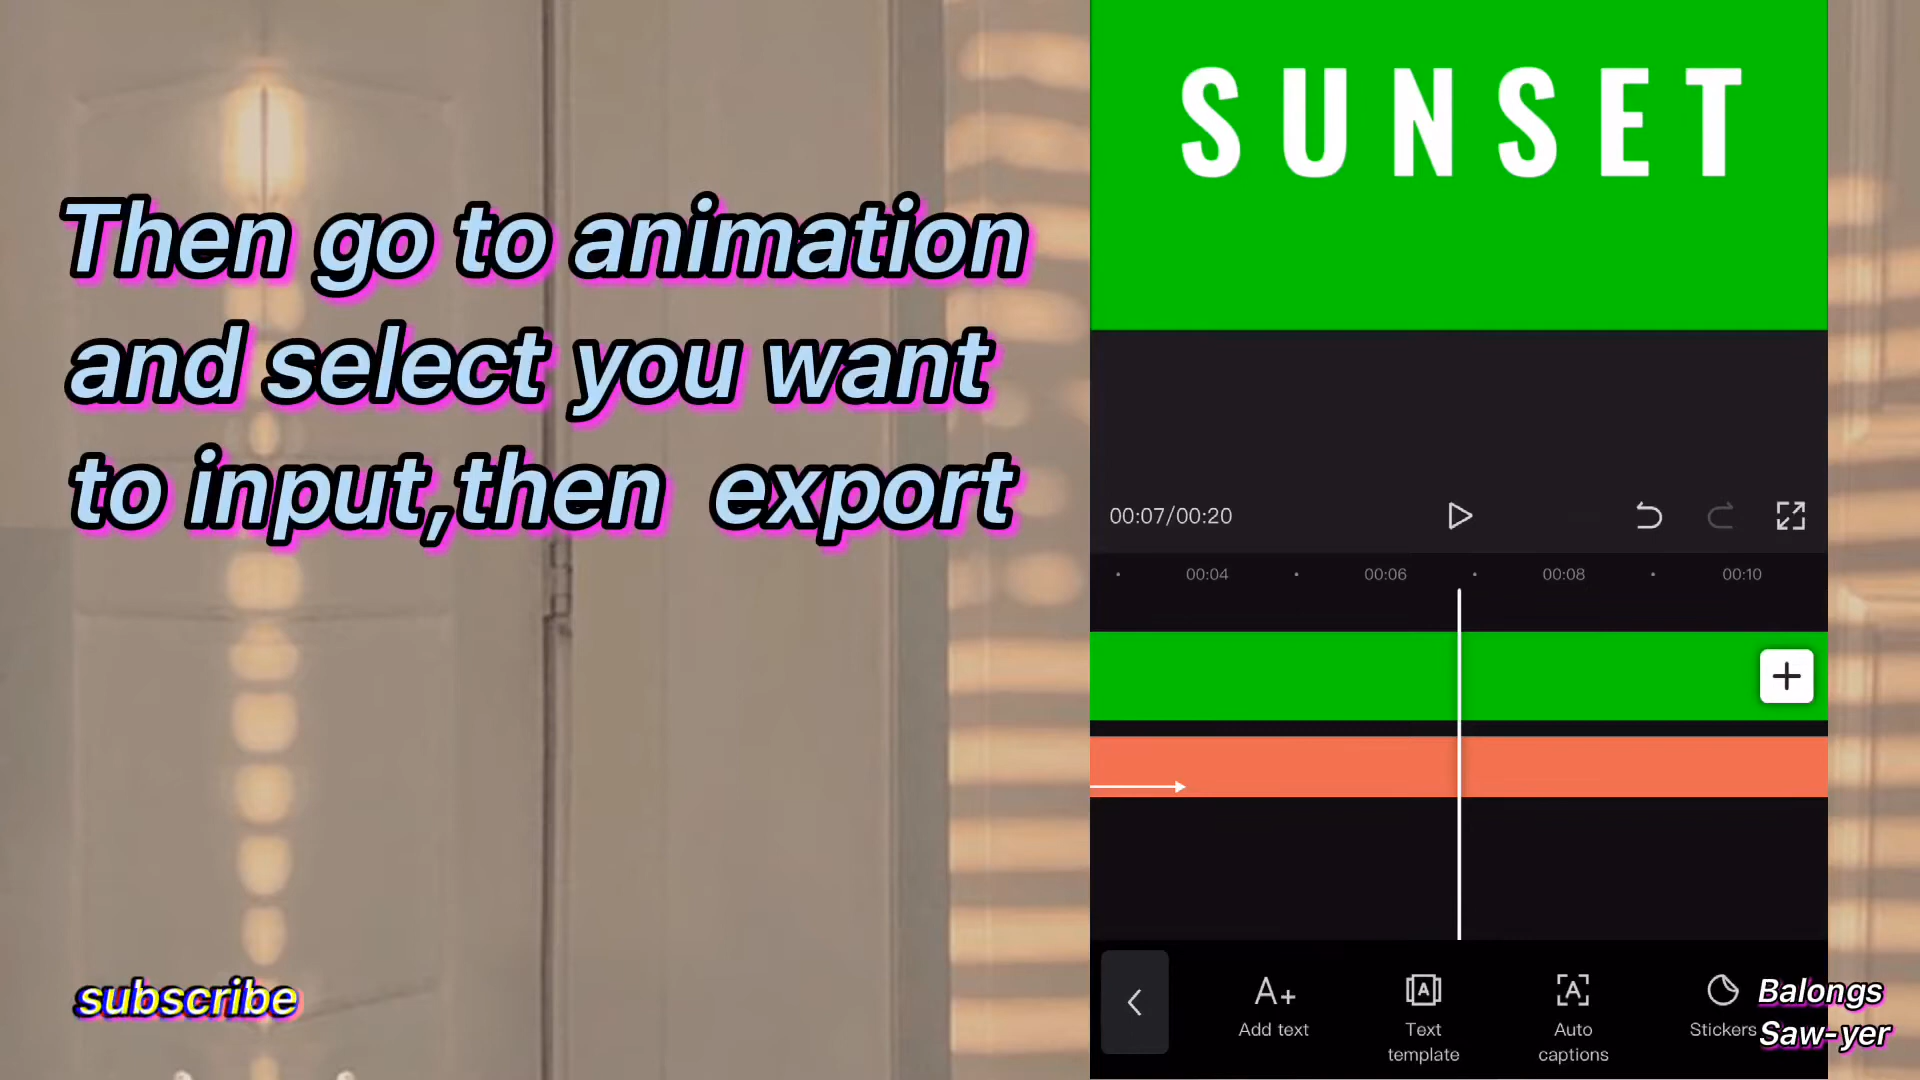 Then go to animation
and select you want
to input,then export
subscribe
SUNSET
00:07/00:20
00:04 00:06 00:08 00:10
A+
Add text
A
Text
template
A
Auto
captions
Stickers
Balongs
Saw-yer